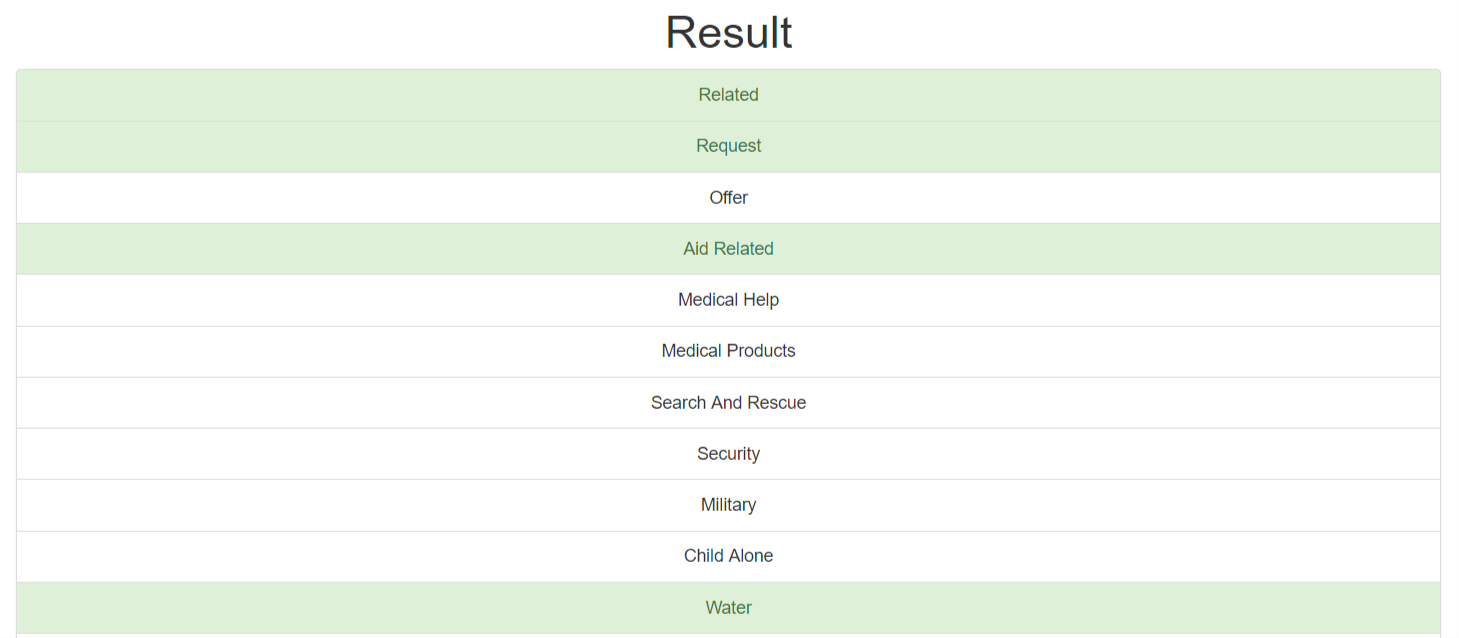 Result
Related
Request
Offer
Aid Related
Medical Help
Medical Products
Search And Rescue
Security
Military
Child Alone
Water